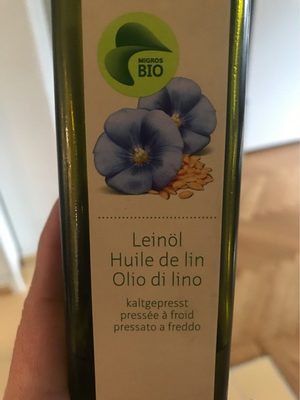 MIGROS
BIO
Leinöl
Huile de lin
Olio di lino
kaltgepresst
pressée à froid
pressato a freddo